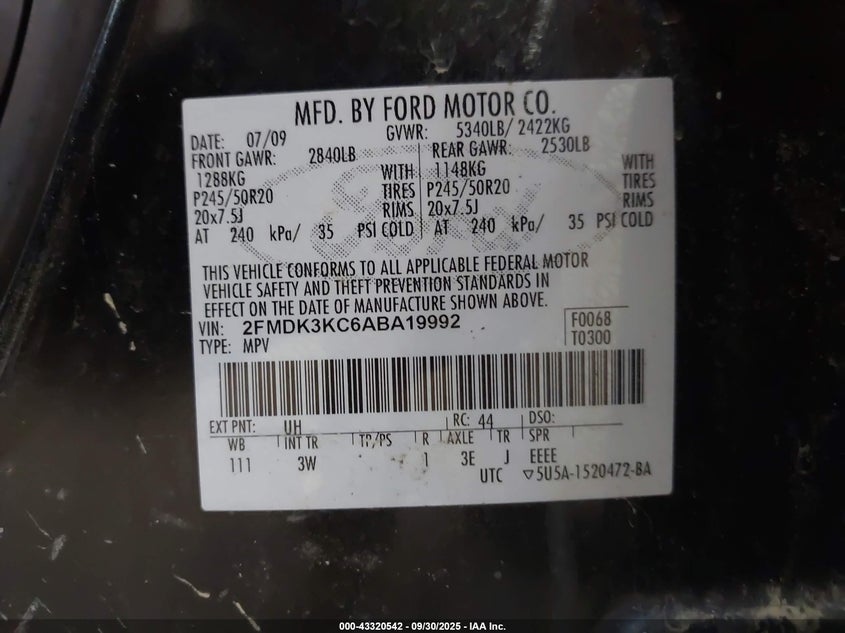 MFD. BY FORD MOTOR CO.
DATE: 07/09 GVWR: 5340LB/ 2422KG
FRONT GAWR: 2840LB REAR GAWR: 2530LB
1288KG WITH 1148KG WITH
P245/50R20 TIRES P245/50R20 TIRES
20x7.5J RIMS 20x7.5J RIMS
AT 240 kPa/ 35 PSI COLD AT 240 kPa/ 35 PSI COLD
Ford
THIS VEHICLE CONFORMS TO ALL APPLICABLE FEDERAL MOTOR
VEHICLE SAFETY AND THEFT PREVENTION STANDARDS IN
EFFECT ON THE DATE OF MANUFACTURE SHOWN ABOVE.
VIN: 2FMDK3KC6ABA19992 F0068
TYPE: MPV T0300
EXT PNT: UH RC: 44 DSO:
WB INT TR TP/PS R AXLE TR SPR
111 3W 1 3E J EEEE
UTC ▽5U5A-1520472-BA
000-43320542 - 09/30/2025 - IAA Inc.